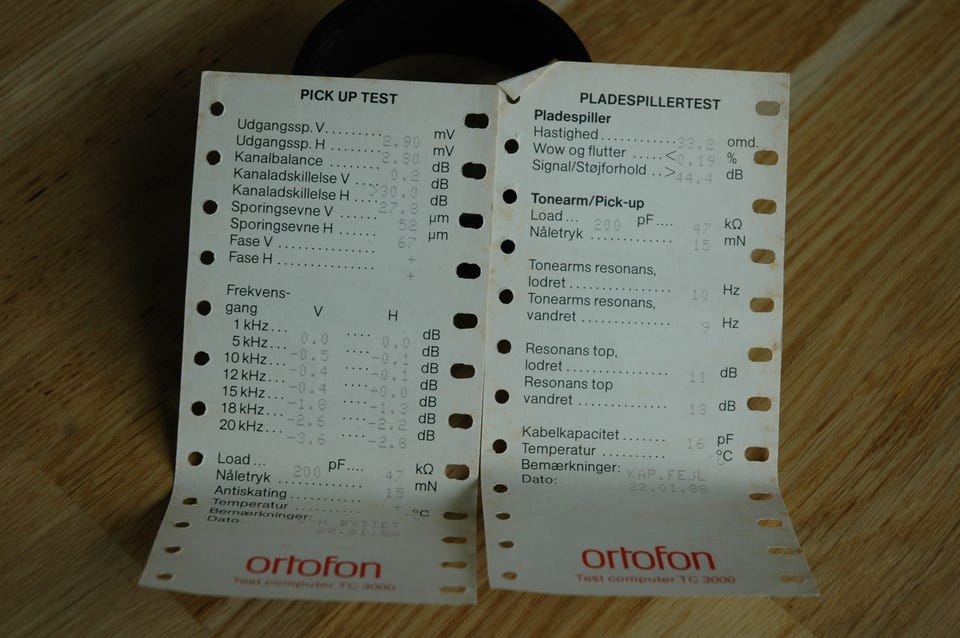 PICK UP TEST
Udgangssp. V........ 2.90 mV
Udgangssp. H........ 2.80 mV
Kanalbalance ........ 0.2 dB
Kanaladskillelse V .... >30.0 dB
Kanaladskillelse H .... 27.8 dB
Sporingsevne V ...... 52 µm
Sporingsevne H ...... 67 µm
Fase V .............. +
Fase H .............. +
Frekvens-
gang V H
1 kHz... 0.0 .... 0.0 dB
5 kHz... -0.5 .... -0.1 dB
10 kHz... -0.4 .... -0.1 dB
12 kHz... -0.4 .... +0.0 dB
15 kHz... -1.8 .... -1.3 dB
18 kHz... -2.6 .... -2.2 dB
20 kHz... -3.6 .... -2.8 dB
Load... 200 pF.... 47 kΩ
Nåletryk ............ 15 mN
Antiskating .......... +
Temperatur .......... °C
Bemærkninger: BYTTET
Dato: 22.01.88
ortofon
Test computer TC 3000
PLADESPILLERTEST
Pladespiller
Hastighed............ 33.2 omd.
Wow og flutter .....< 0.19 %
Signal/Støjforhold ..> 44.4 dB
Tonearm/Pick-up
Load... 200 pF.... 47 kΩ
Nåletryk ............ 15 mN
Tonearms resonans,
lodret............... 10 Hz
Tonearms resonans,
vandret ............. 9 Hz
Resonans top,
lodret............... 11 dB
Resonans top
vandret ............. 13 dB
Kabelkapacitet....... 16 pF
Temperatur .......... °C
Bemærkninger: KAP.FEJL
Dato: 22.01.88
ortofon
Test computer TC 3000